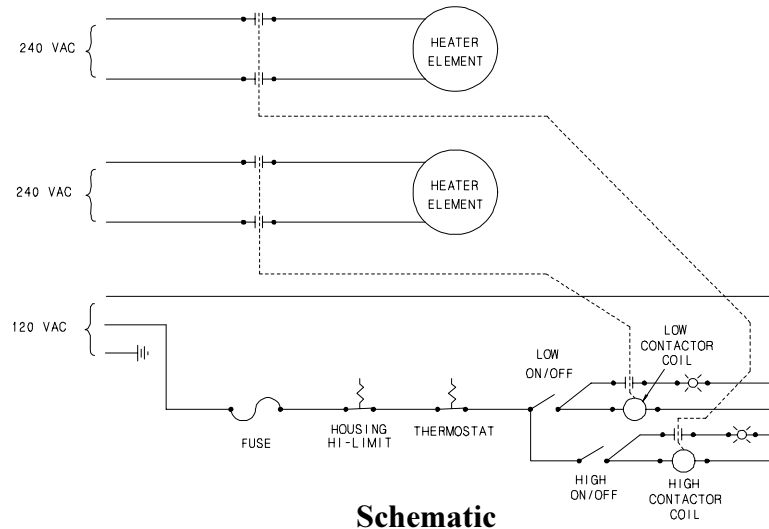 240 VAC
HEATER
ELEMENT
240 VAC
HEATER
ELEMENT
120 VAC
LOW
ON/OFF
LOW
CONTACTOR
COIL
FUSE
HOUSING
HI-LIMIT
THERMOSTAT
HIGH
ON/OFF
HIGH
CONTACTOR
COIL
Schematic